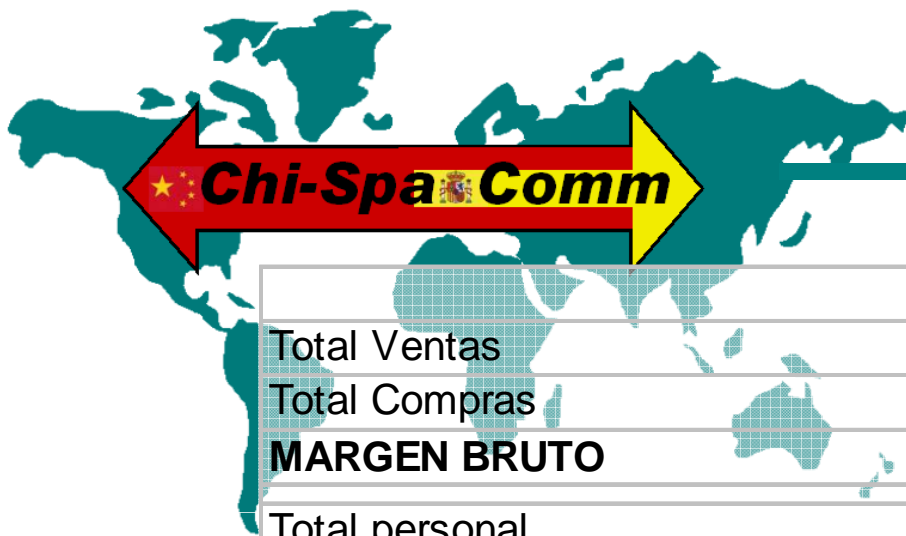 Chi-Spa Comm
Total Ventas
Total Compras
MARGEN BRUTO
Total personal